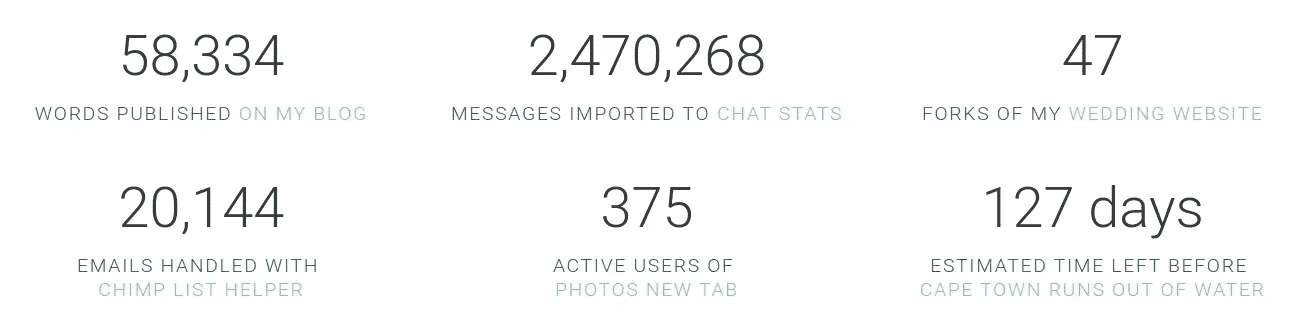 58,334
WORDS PUBLISHED ON MY BLOG
2,470,268
MESSAGES IMPORTED TO CHAT STATS
47
FORKS OF MY WEDDING WEBSITE
20,144
EMAILS HANDLED WITH
CHIMP LIST HELPER
375
ACTIVE USERS OF
PHOTOS NEW TAB
127 days
ESTIMATED TIME LEFT BEFORE
CAPE TOWN RUNS OUT OF WATER